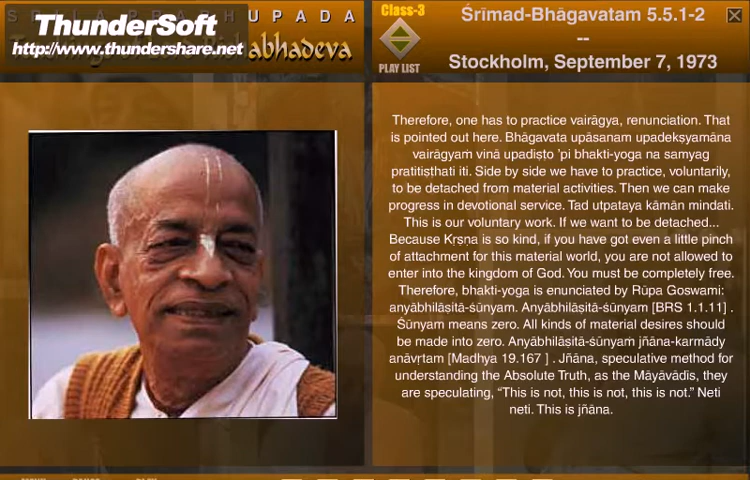 PRABHUPADA
ThunderSoft
http://www.thundershare.net
abhadeva
Class-3
PLAY LIST
Śrīmad-Bhāgavatam 5.5.1-2
--
Stockholm, September 7, 1973
Therefore, one has to practice vairāgya, renunciation. That
is pointed out here. Bhāgavata upāsanam upadekṣyamāna
vairāgyaṁ vinā upadiṣṭo 'pi bhakti-yoga na samyag
pratitiṣthati iti. Side by side we have to practice, voluntarily,
to be detached from material activities. Then we can make
progress in devotional service. Tad utpataya kāmān mindati.
This is our voluntary work. If we want to be detached...
Because Kṛṣṇa is so kind, if you have got even a little pinch
of attachment for this material world, you are not allowed to
enter into the kingdom of God. You must be completely free.
Therefore, bhakti-yoga is enunciated by Rūpa Goswami:
anyābhilāṣitā-śūnyam. Anyābhilāṣitā-śūnyam [BRS 1.1.11] .
Śūnyam means zero. All kinds of material desires should
be made into zero. Anyābhilāṣitā-śūnyaṁ jñāna-karmādy
anāvṛtam [Madhya 19.167 ] . Jñāna, speculative method for
understanding the Absolute Truth, as the Māyāvādīs, they
are speculating, “This is not, this is not, this is not.” Neti
neti. This is jñāna.